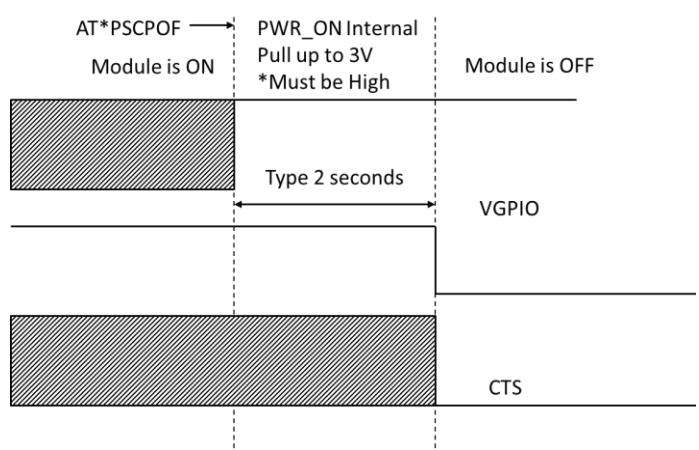 AT*PSCPOF
Module is ON
PWR_ON Internal
Pull up to 3V
*Must be High
Module is OFF
Type 2 seconds
VGPIO
CTS